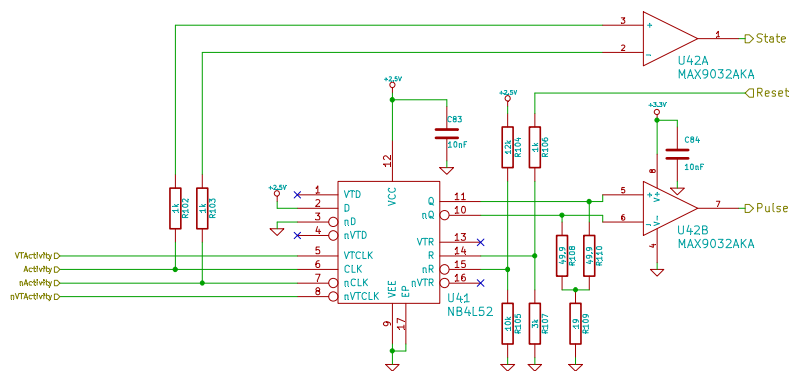 3
2
1
State
U42A
MAX9032AKA
+2.5V
C83
10nF
+2.5V
Reset
+3.3V
C84
10nF
12
VCC
12k
R104
1k
R106
8
V+
1k
R102
1k
R103
+2.5V
1
VTD
2
D
3
nD
4
nVTD
Q
11
nQ
10
5
6
7
Pulse
V-
4
U42B
MAX9032AKA
VTR
13
R
14
nR
15
nVTR
16
49.9
R108
49.9
R110
VTActivity
5
VTCLK
Activity
6
CLK
nActivity
7
nCLK
nVTActivity
8
nVTCLK
VEE
EP
9
17
U41
NB4L52
10k
R105
3k
R107
19
R109